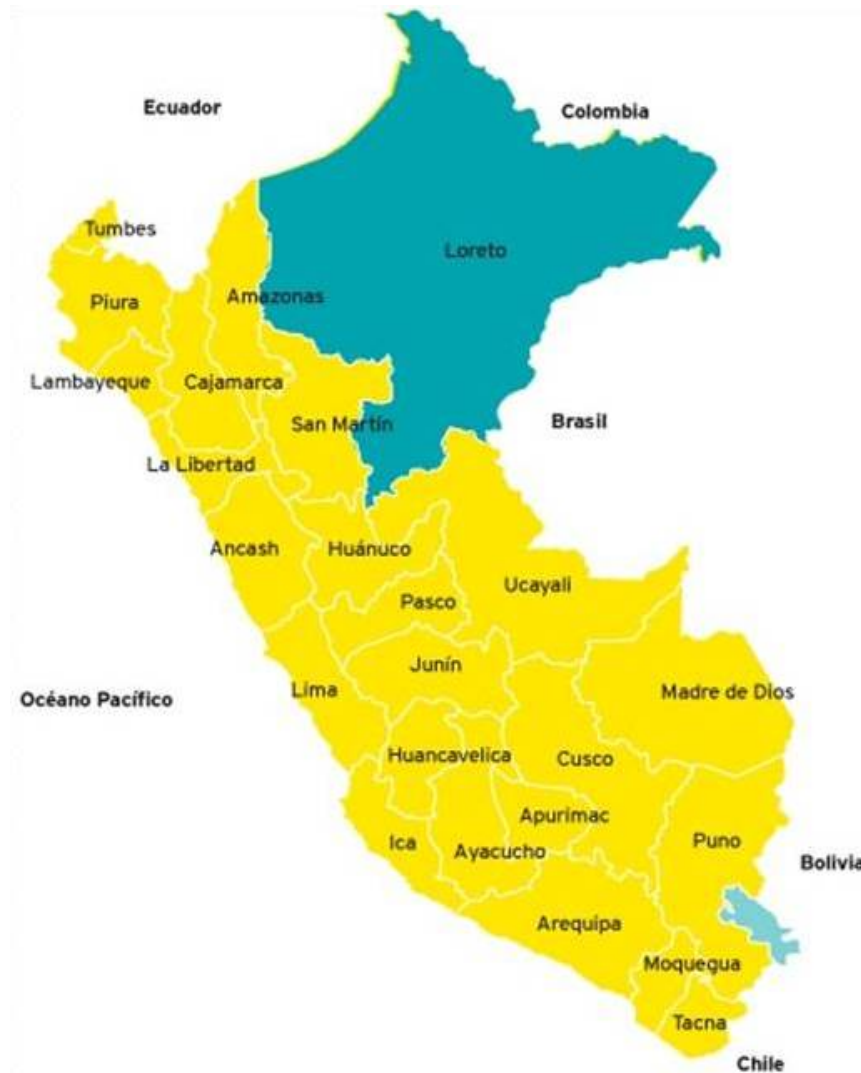 Ecuador
Colombia
Tumbes
Loreto
Piura
Amazonas
Lambayeque
Cajamarca
San Martín
Brasil
La Libertad
Ancash
Huánuco
Ucayali
Pasco
Junín
Lima
Madre de Dios
Océano Pacífico
Huancavelica
Cusco
Apurimac
Ica
Ayacucho
Puno
Bolivia
Arequipa
Moquegua
Tacna
Chile